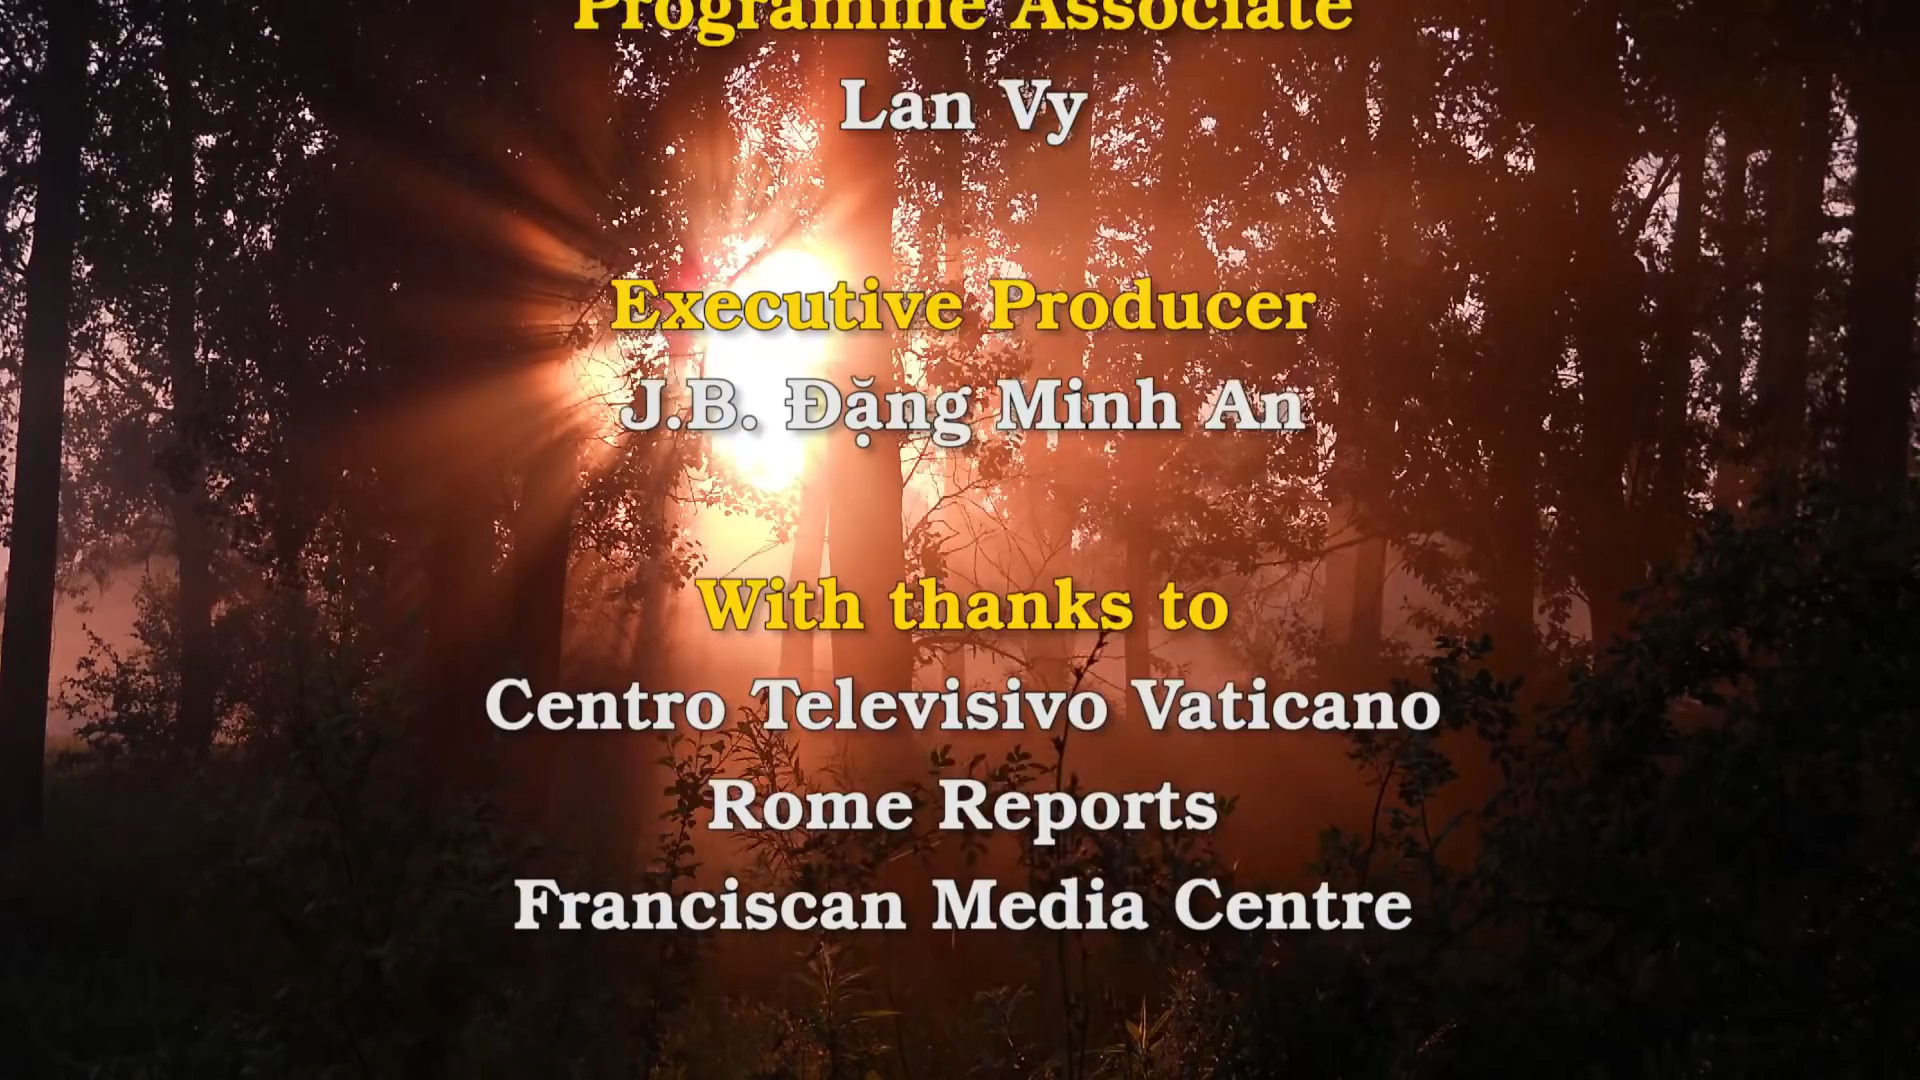 Programme Associate
Lan Vy
Executive Producer
J.B. Đặng Minh An
With thanks to
Centro Televisivo Vaticano
Rome Reports
Franciscan Media Centre